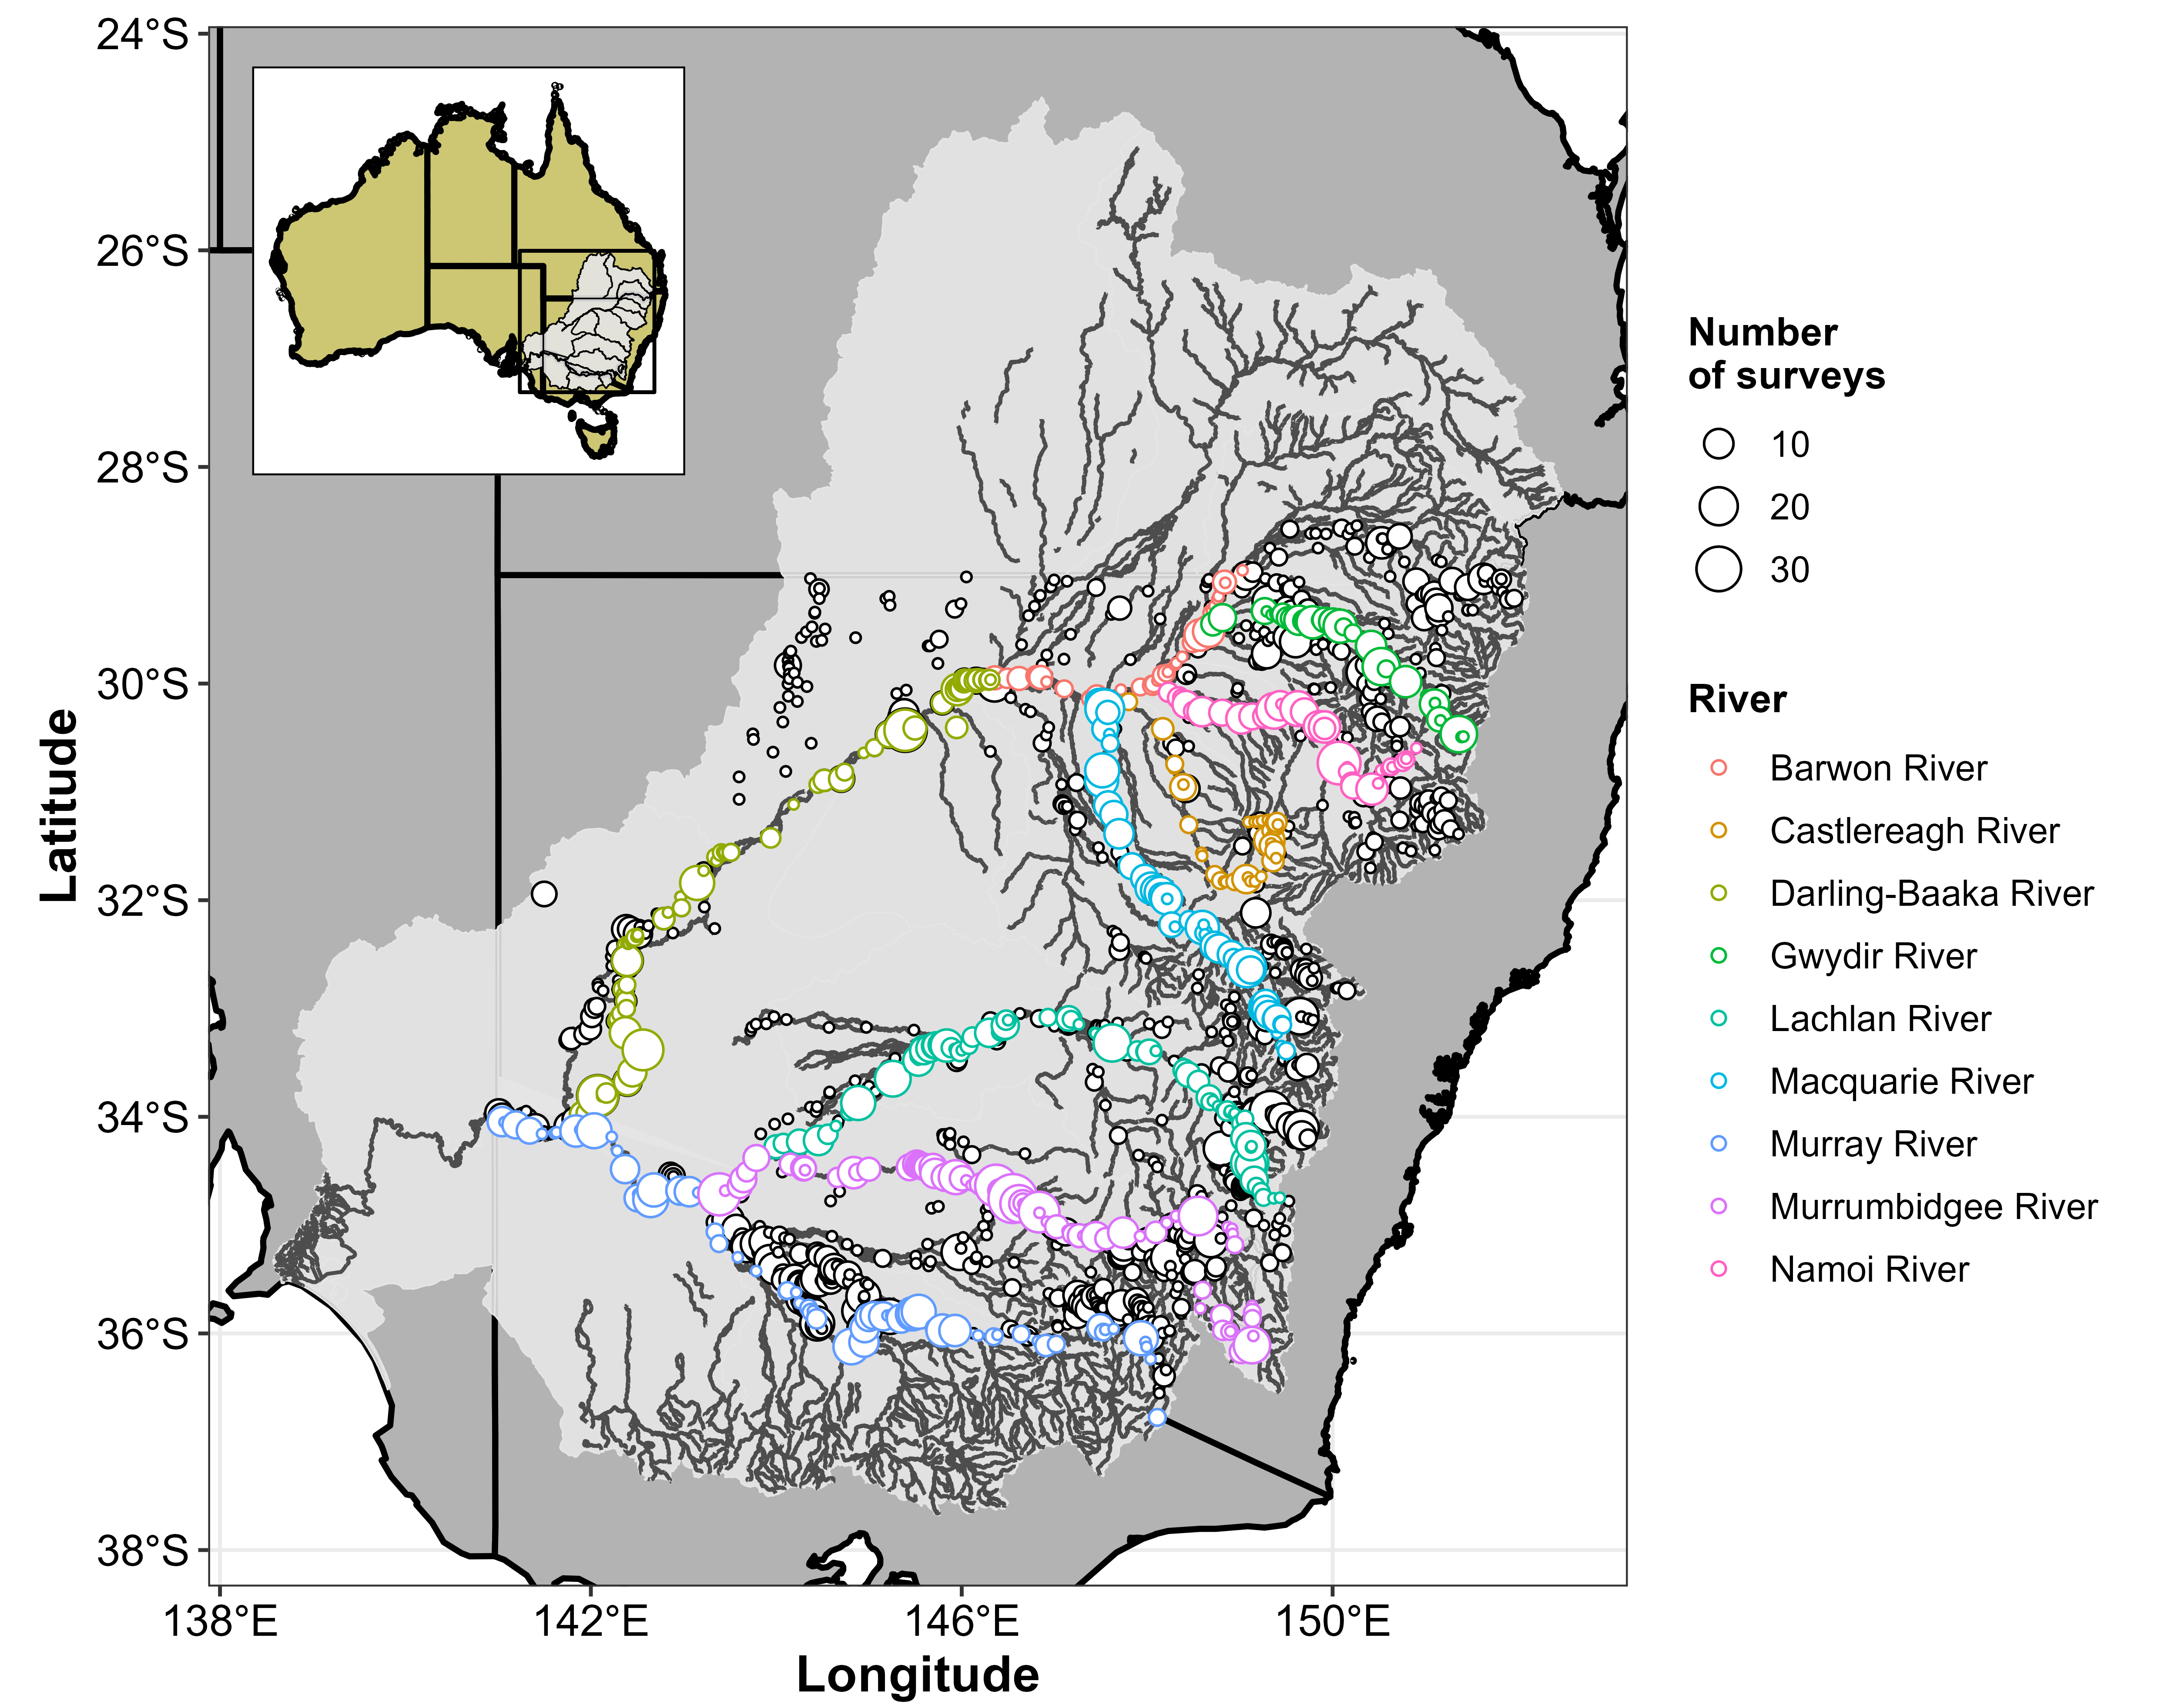 24°S
26°S
28°S
30°S
32°S
34°S
36°S
38°S
Latitude
138°E 142°E 146°E 150°E
Longitude
Number
of surveys
10
20
30
River
Barwon River
Castlereagh River
Darling-Baaka River
Gwydir River
Lachlan River
Macquarie River
Murray River
Murrumbidgee River
Namoi River